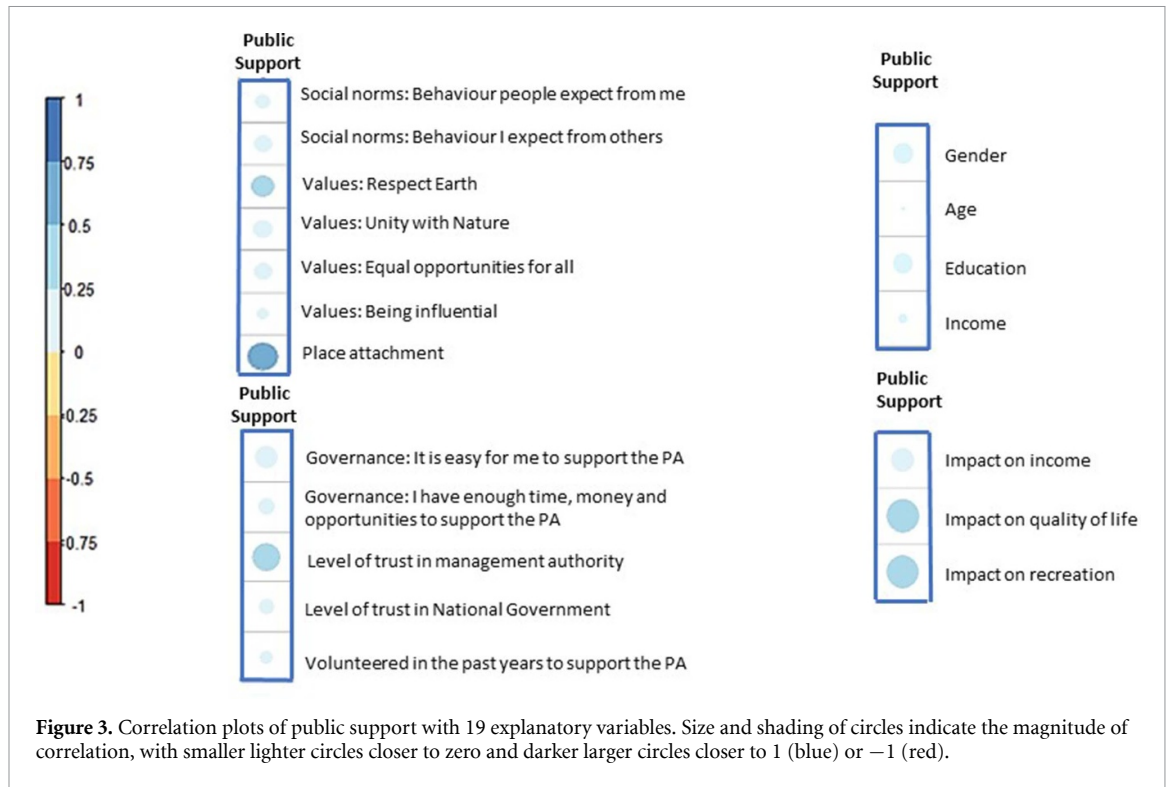 Public
Support
Social norms: Behaviour people expect from me
Social norms: Behaviour I expect from others
Values: Respect Earth
Values: Unity with Nature
Values: Equal opportunities for all
Values: Being influential
Place attachment
1
0.75
0.5
0.25
0
0.25
-0.5
0.75
-1
Public
Support
Governance: It is easy for me to support the PA
Governance: I have enough time, money and
opportunities to support the PA
Level of trust in management authority
Level of trust in National Government
Volunteered in the past years to support the PA
Public
Support
Gender
Age
Education
Income
Public
Support
Impact on income
Impact on quality of life
Impact on recreation
Figure 3. Correlation plots of public support with 19 explanatory variables. Size and shading of circles indicate the magnitude of
correlation, with smaller lighter circles closer to zero and darker larger circles closer to 1 (blue) or −1 (red).